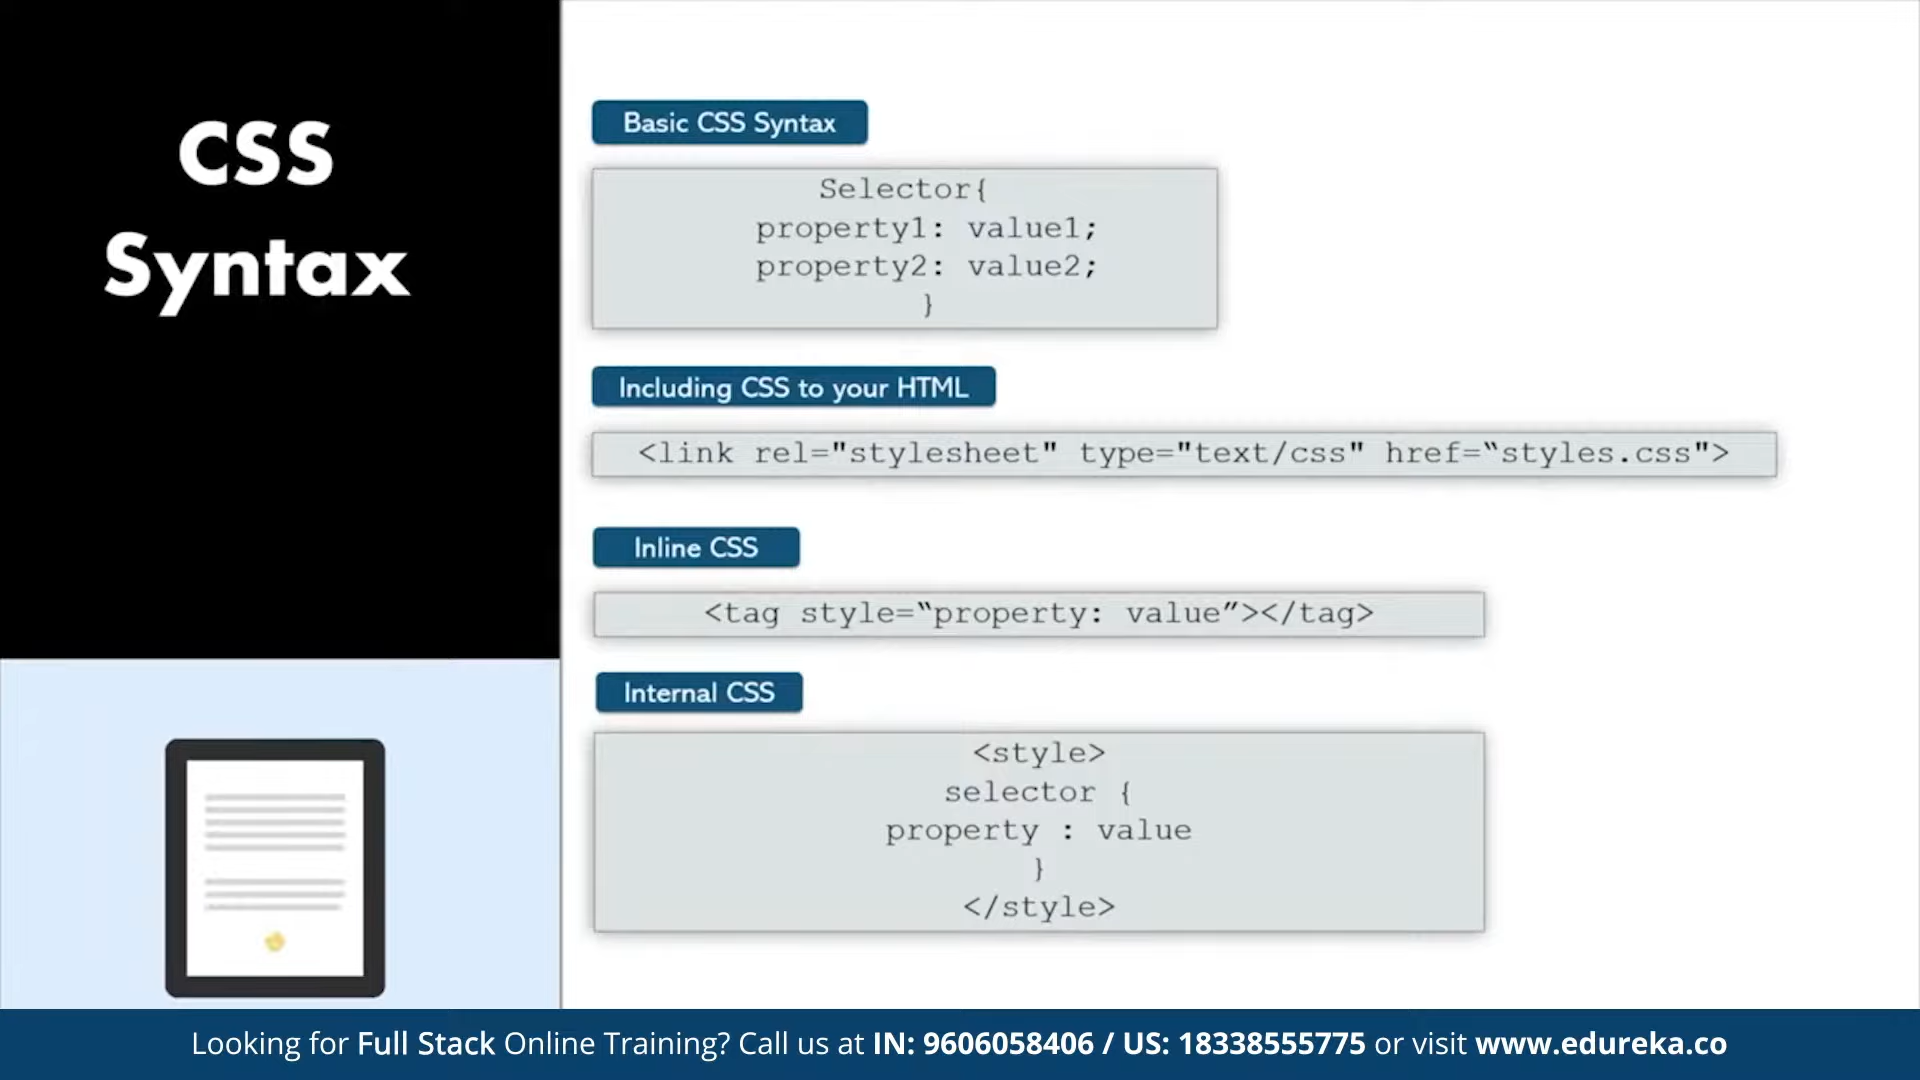 CSS
Syntax
Basic CSS Syntax
Selector{
property1: value1;
property2: value2;
}
Including CSS to your HTML
<link rel="stylesheet" type="text/css" href=“styles.css">
Inline CSS
<tag style=“property: value”></tag>
Internal CSS
<style>
selector {
property : value
}
</style>
Looking for Full Stack Online Training? Call us at IN: 9606058406 / US: 18338555775 or visit www.edureka.co